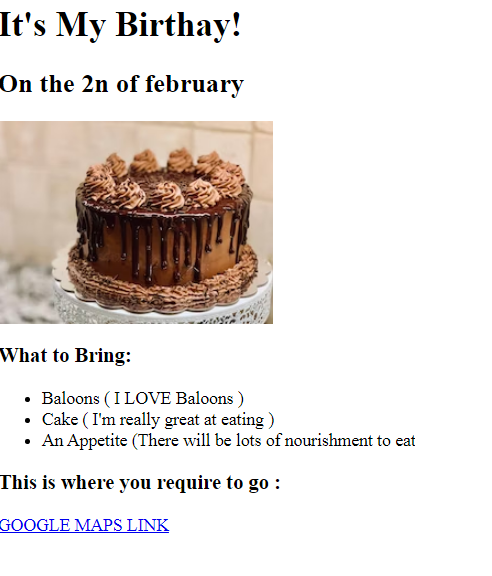 It's My Birthay!
On the 2n of february
What to Bring:
Baloons ( I LOVE Baloons )
Cake ( I'm really great at eating )
An Appetite (There will be lots of nourishment to eat
This is where you require to go :
GOOGLE MAPS LINK